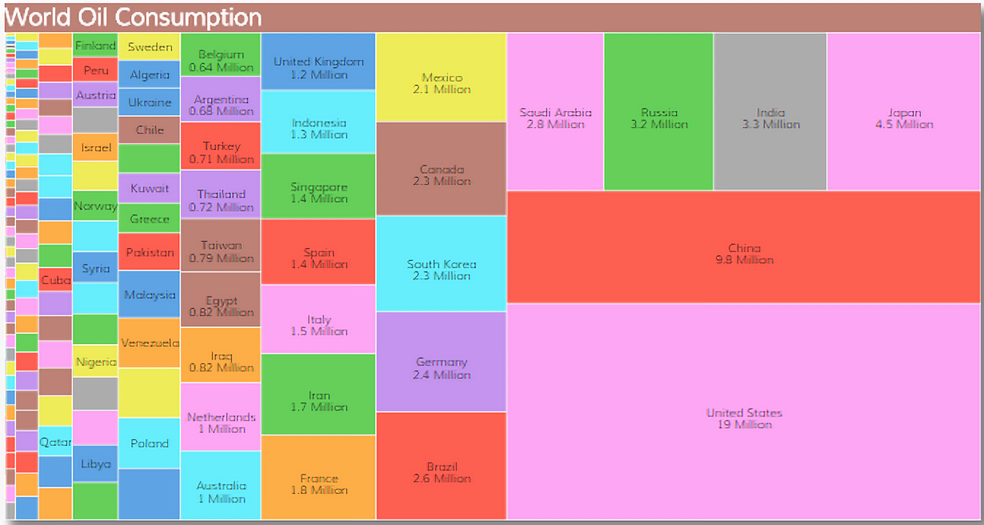 World Oil Consumption
Finland
Peru
Austria
Israel
Norway
Syria
Cuba
Nigeria
Qatar
Libya
Sweden
Algeria
Ukraine
Chile
Kuwait
Greece
Pakistan
Malaysia
Venezuela
Poland
Belgium
0.64 Million
Argentina
0.68 Million
Turkey
0.71 Million
Thailand
0.72 Million
Taiwan
0.79 Million
Egypt
0.82 Million
Iraq
0.82 Million
Netherlands
1 Million
Australia
1 Million
United Kingdom
1.2 Million
Indonesia
1.3 Million
Singapore
1.4 Million
Spain
1.4 Million
Italy
1.5 Million
Iran
1.7 Million
France
1.8 Million
Mexico
2.1 Million
Canada
2.3 Million
South Korea
2.3 Million
Germany
2.4 Million
Brazil
2.6 Million
Saudi Arabia
2.8 Million
Russia
3.2 Million
India
3.3 Million
Japan
4.5 Million
China
9.8 Million
United States
19 Million